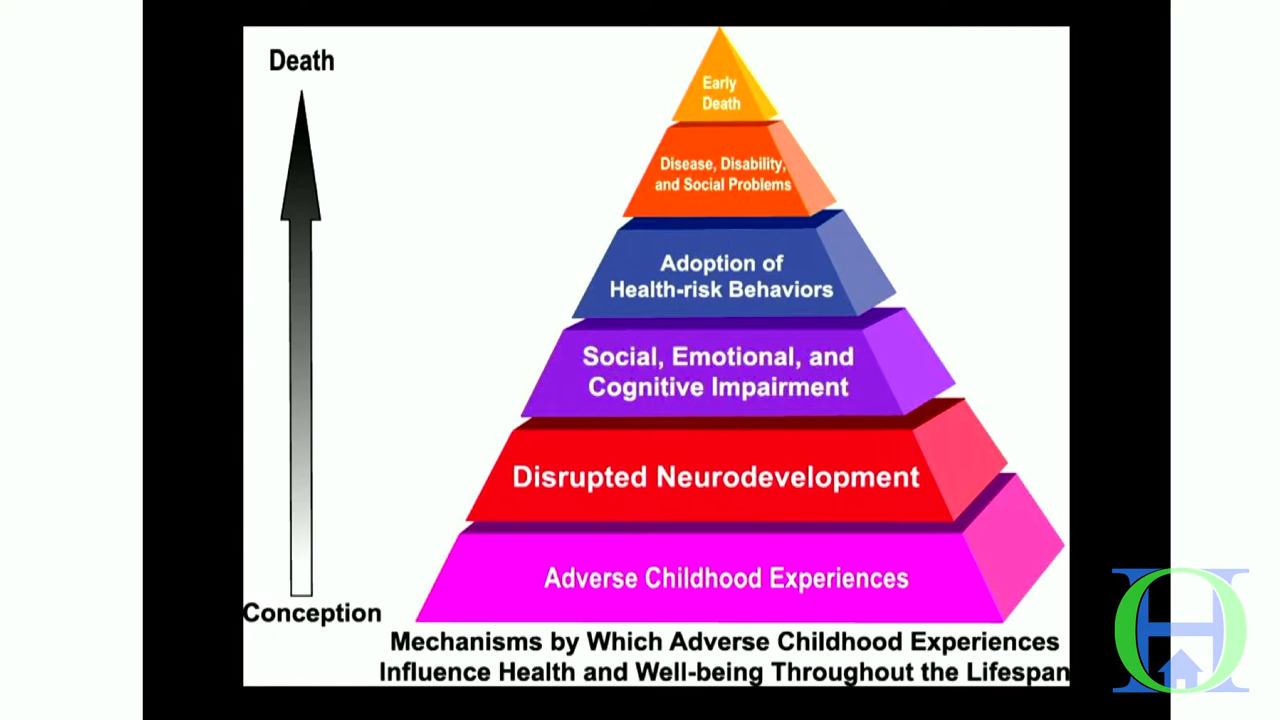 Death
Early
Death
Disease, Disability,
and Social Problems
Adoption of
Health-risk Behaviors
Social, Emotional, and
Cognitive Impairment
Disrupted Neurodevelopment
Adverse Childhood Experiences
Conception
Mechanisms by Which Adverse Childhood Experiences
Influence Health and Well-being Throughout the Lifespan
OH